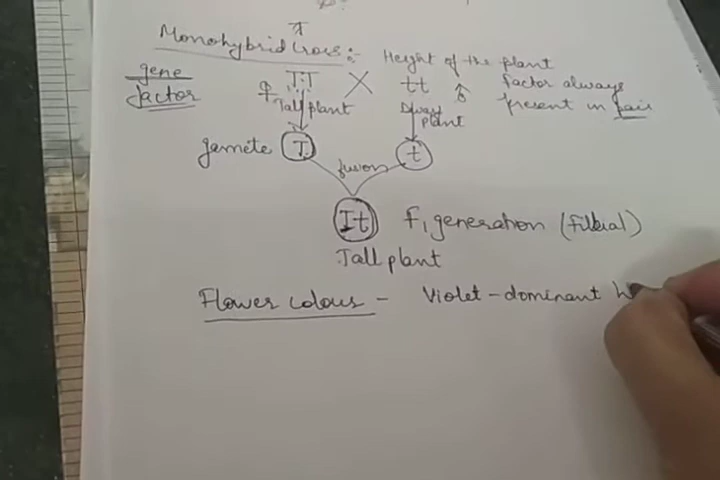 Monohybrid Cross:-
Height of the plant
gene
factor
♀ TT X tt ♂
factor always
present in pair
Tall plant
Dwarf plant
gamete T t
fusion
Tt F1 generation (Filial)
Tall plant
Flower colour - Violet - dominant